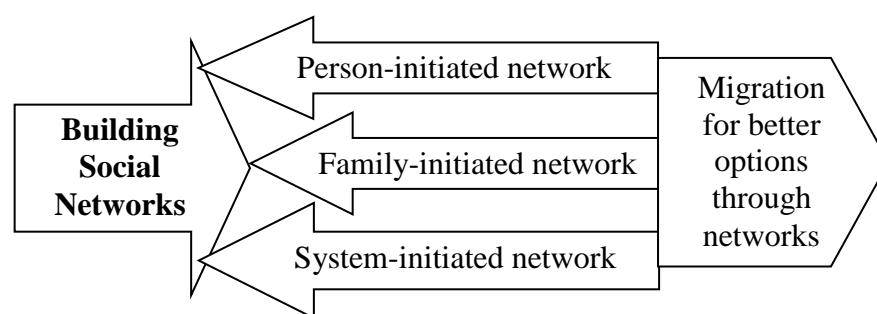 Building
Social
Networks
Person-initiated network
Family-initiated network
System-initiated network
Migration
for better
options
through
networks